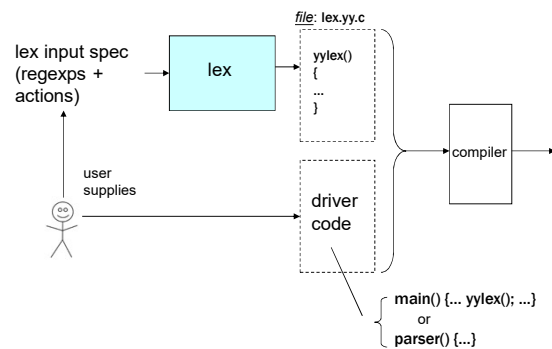 file: lex.yy.c
lex input spec
(regexps +
actions)
lex
yylex()
{
...
}
user
supplies
driver
code
compiler
main() {... yylex(); ...}
or
parser() {...}